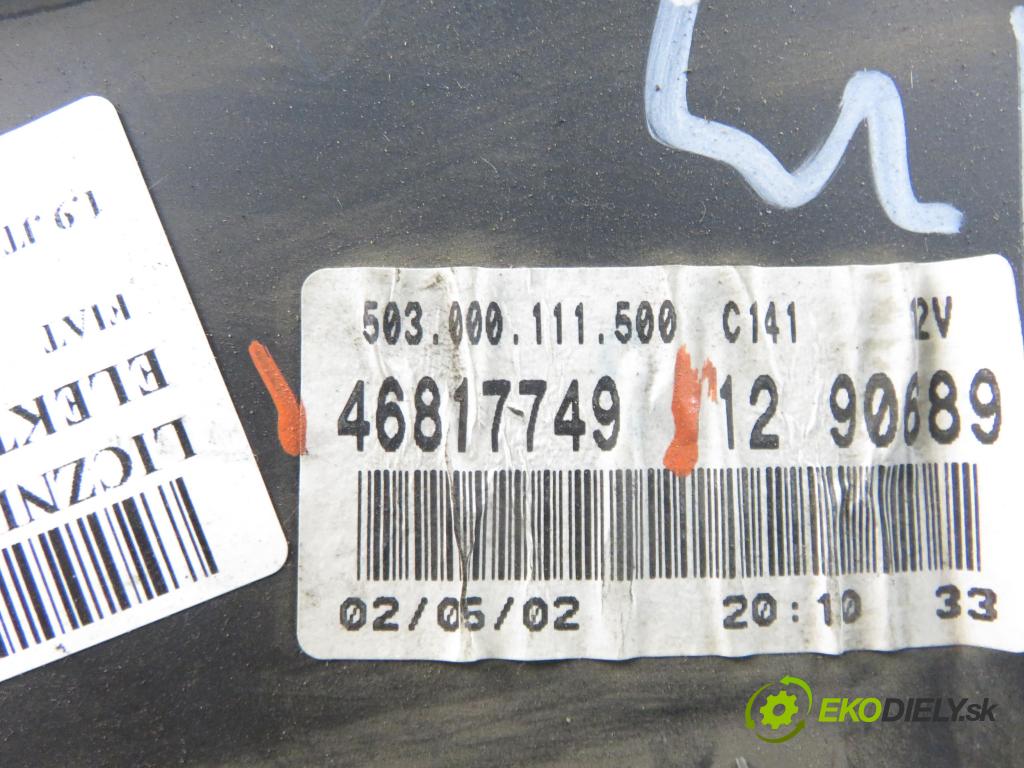 503.000.111.500 C141 12V
46817749 12 90689
02/05/02 20:10 33
1.9 JT
FIAT
ELEKT
LICZNI
EKODIELY.sk